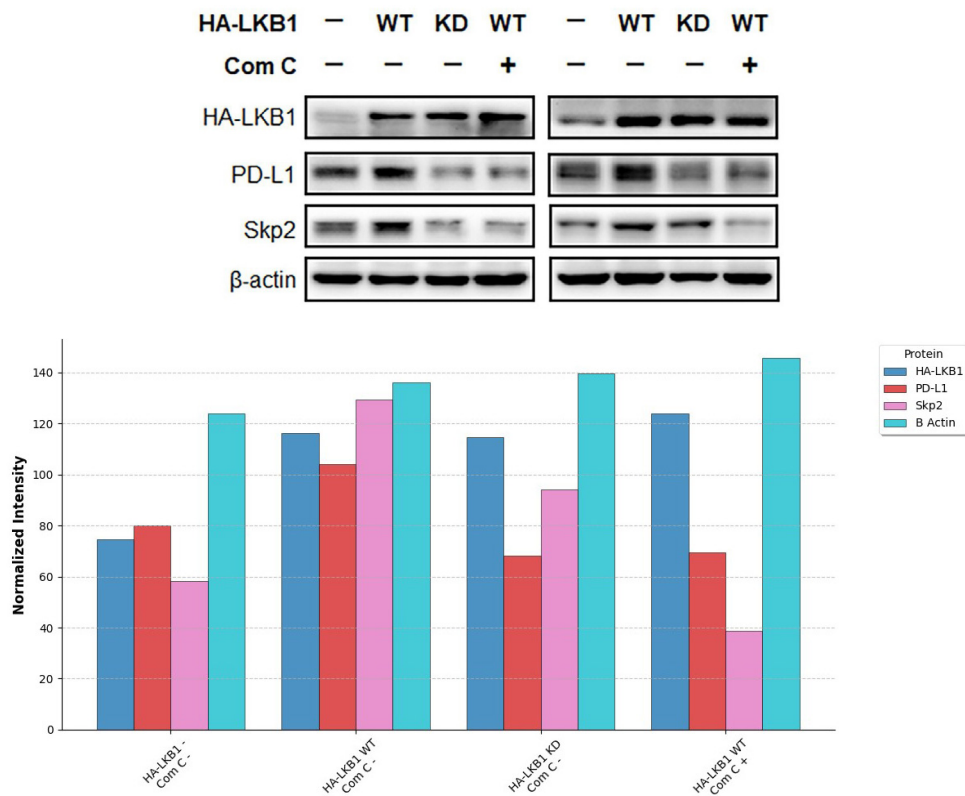 HA-LKB1 − WT KD WT − WT KD WT
Com C − − − + − − − +
HA-LKB1
PD-L1
Skp2
β-actin
Normalized Intensity
140
120
100
80
60
40
20
0
HA-LKB1 -
Com C -
HA-LKB1 WT
Com C -
HA-LKB1 KD
Com C -
HA-LKB1 WT
Com C +
Protein
HA-LKB1
PD-L1
Skp2
B Actin